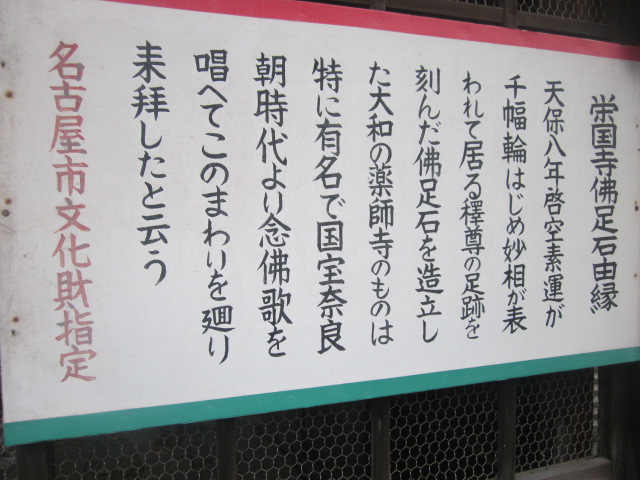 栄国寺佛足石由縁
天保八年啓空素運が
千幅輪はじめ妙相が表
われて居る釋尊の足跡を
刻んだ佛足石を造立し
た大和の薬師寺のものは
特に有名で国宝奈良
朝時代より念佛歌を
唱へてこのまわりを廻り
耒拜したと云う
名古屋市文化財指定